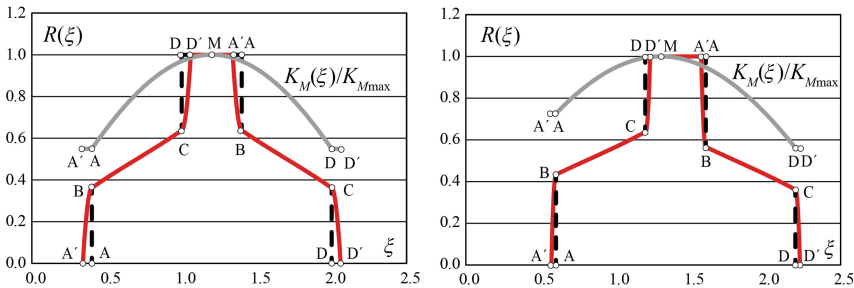 1.2
R(ξ)
D D′ M A′A
1.0
K_M(ξ)/K_Mmax
0.8
0.6
C B
A′ A D D′
0.4
B C
0.2
A′ A D D′ ξ
0.0
0.0 0.5 1.0 1.5 2.0 2.5
1.2
R(ξ)
D D′ M A′A
1.0
K_M(ξ)/K_Mmax
0.8
A′ A
0.6
C
B D D′
0.4
B C
0.2
A′ A D D′ ξ
0.0
0.0 0.5 1.0 1.5 2.0 2.5